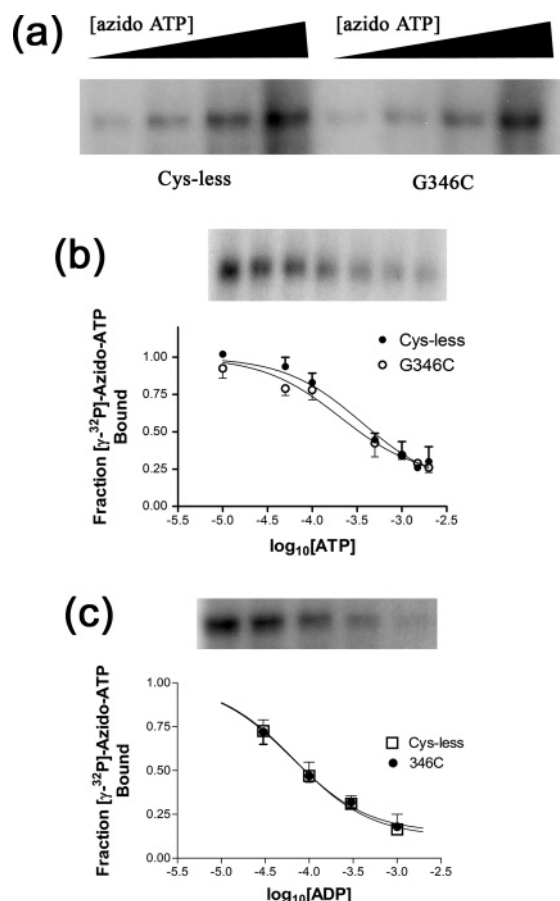 (a)
[azido ATP] [azido ATP]
Cys-less G346C
(b)
Cys-less
G346C
1.00
0.75
0.50
0.25
0.00
Fraction [γ-³²P]-Azido-ATP
Bound
-5.5 -5.0 -4.5 -4.0 -3.5 -3.0 -2.5
log₁₀[ATP]
(c)
Cys-less
346C
1.00
0.75
0.50
0.25
0.00
Fraction [γ-³²P]-Azido-ATP
Bound
-5.5 -5.0 -4.5 -4.0 -3.5 -3.0 -2.5
log₁₀[ADP]